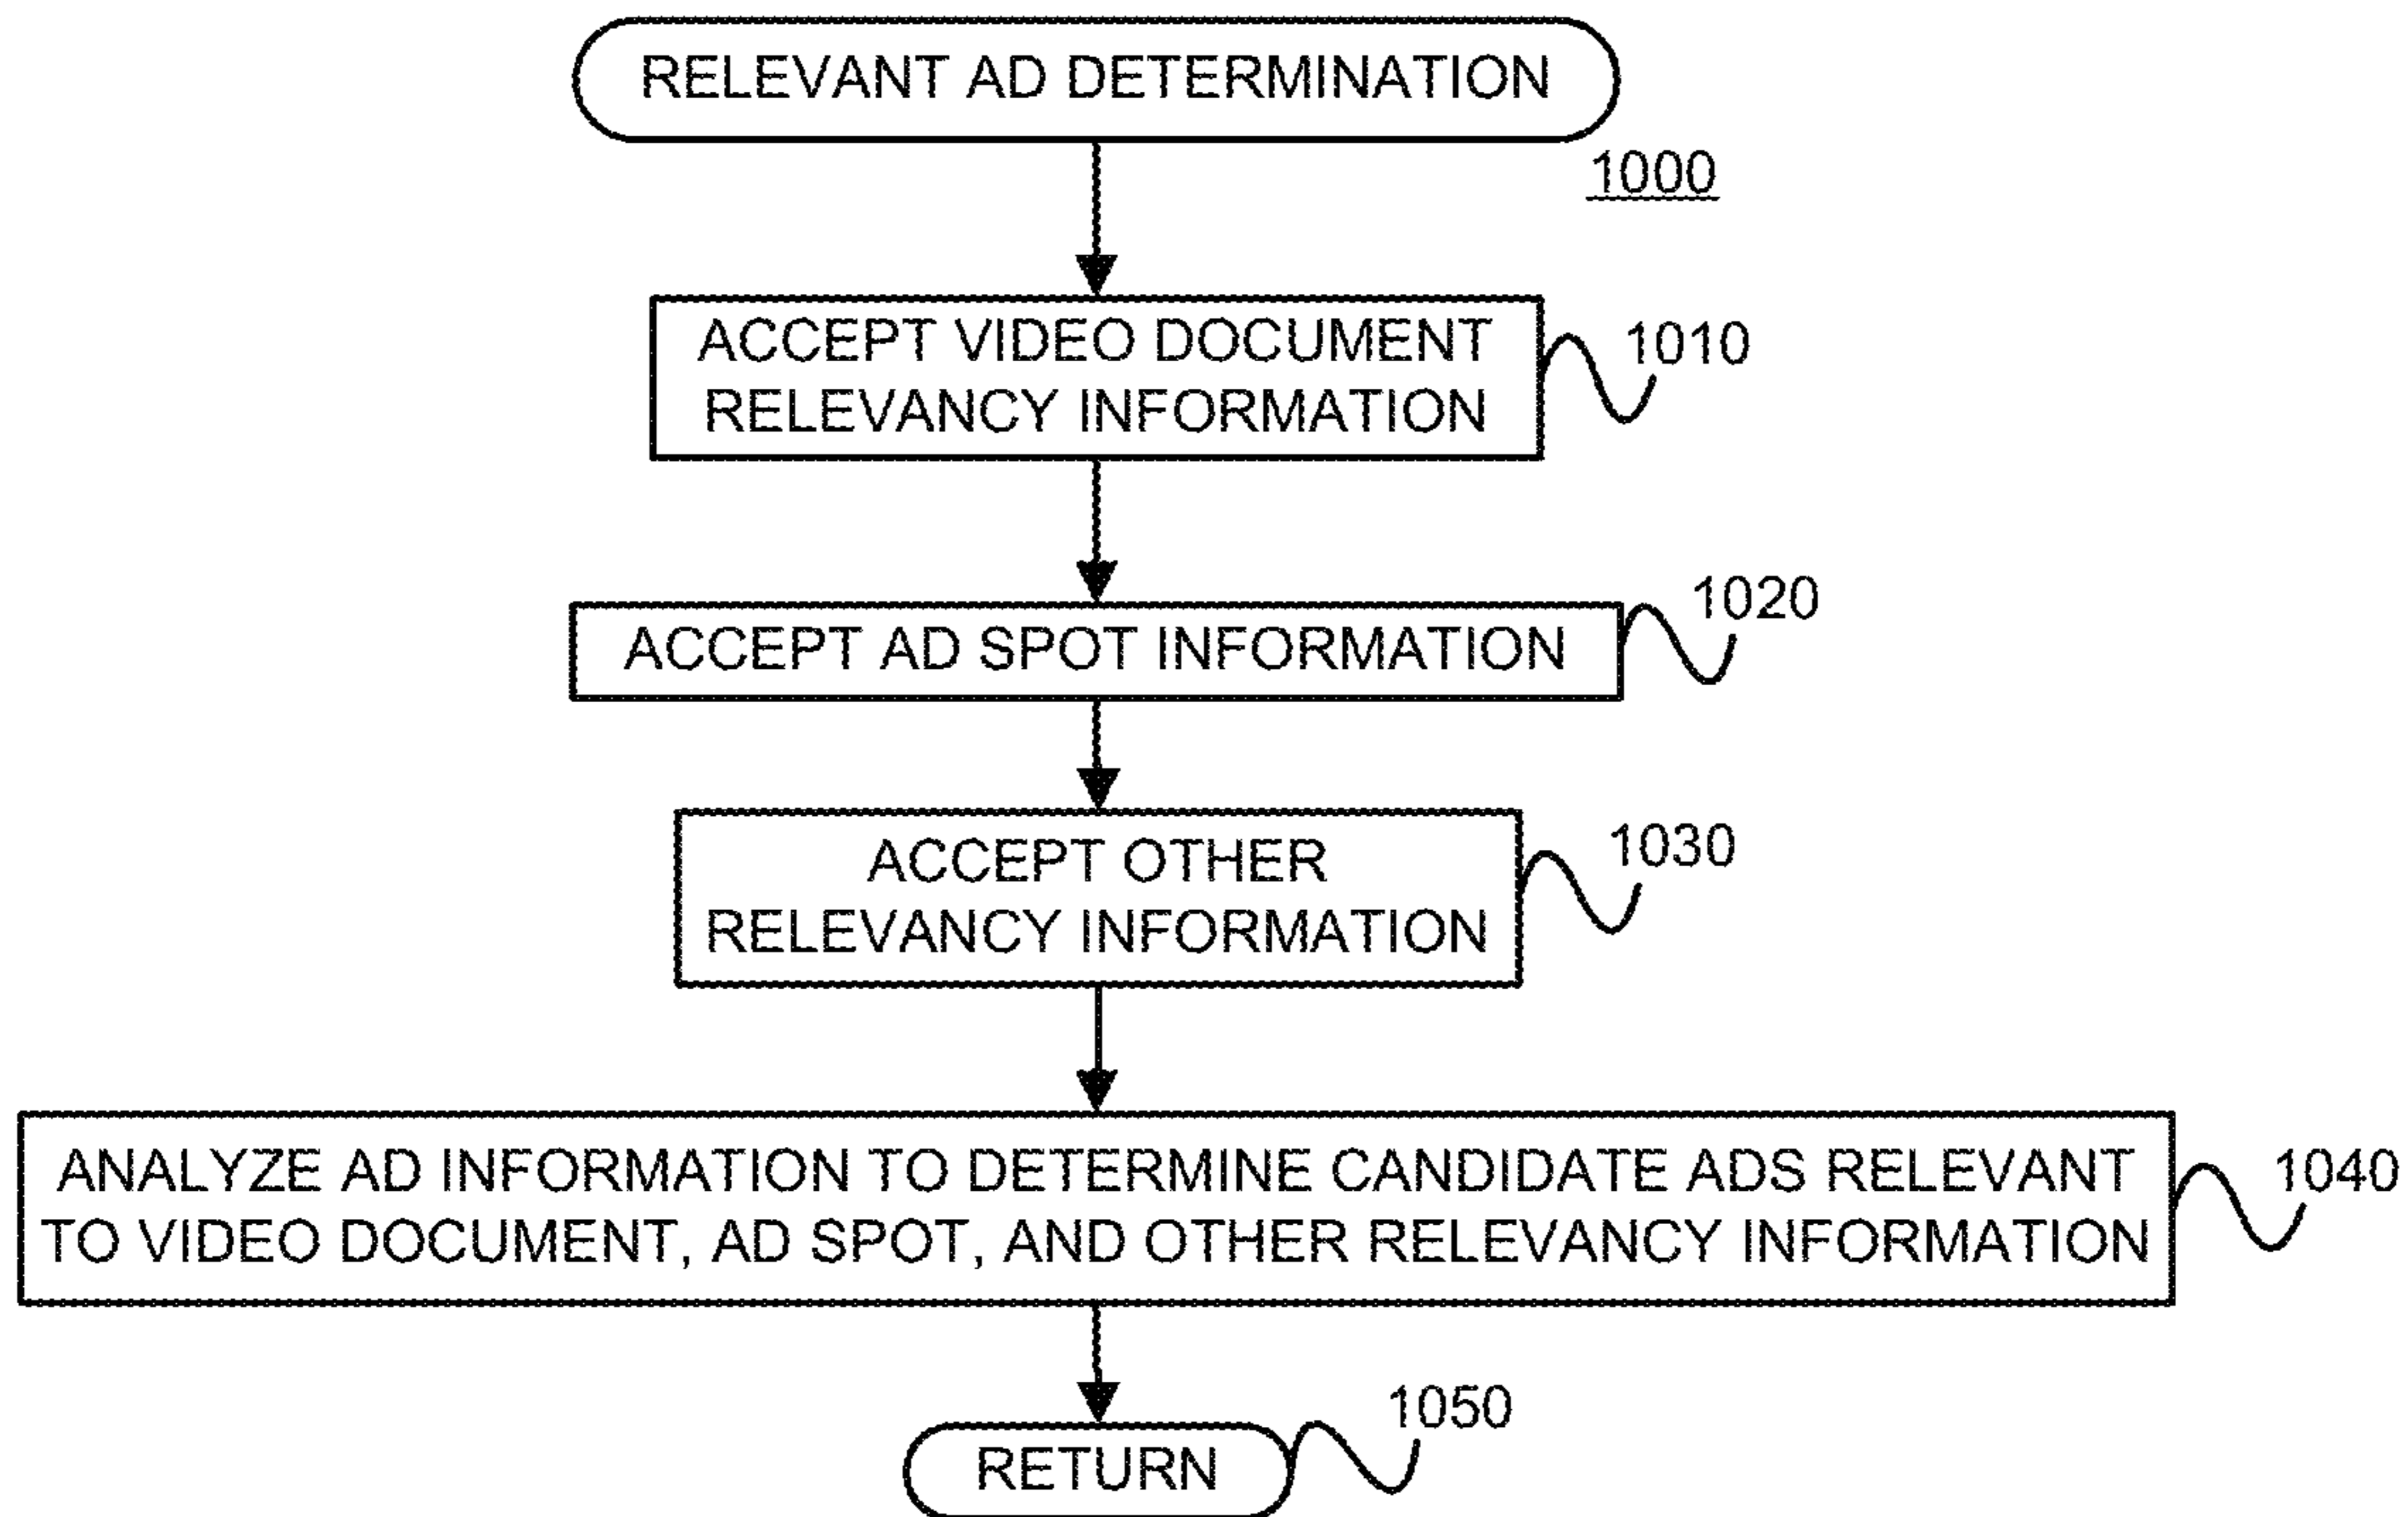 RELEVANT AD DETERMINATION
1000
ACCEPT VIDEO DOCUMENT
RELEVANCY INFORMATION
1010
ACCEPT AD SPOT INFORMATION
1020
ACCEPT OTHER
RELEVANCY INFORMATION
1030
ANALYZE AD INFORMATION TO DETERMINE CANDIDATE ADS RELEVANT
TO VIDEO DOCUMENT, AD SPOT, AND OTHER RELEVANCY INFORMATION
1040
RETURN
1050